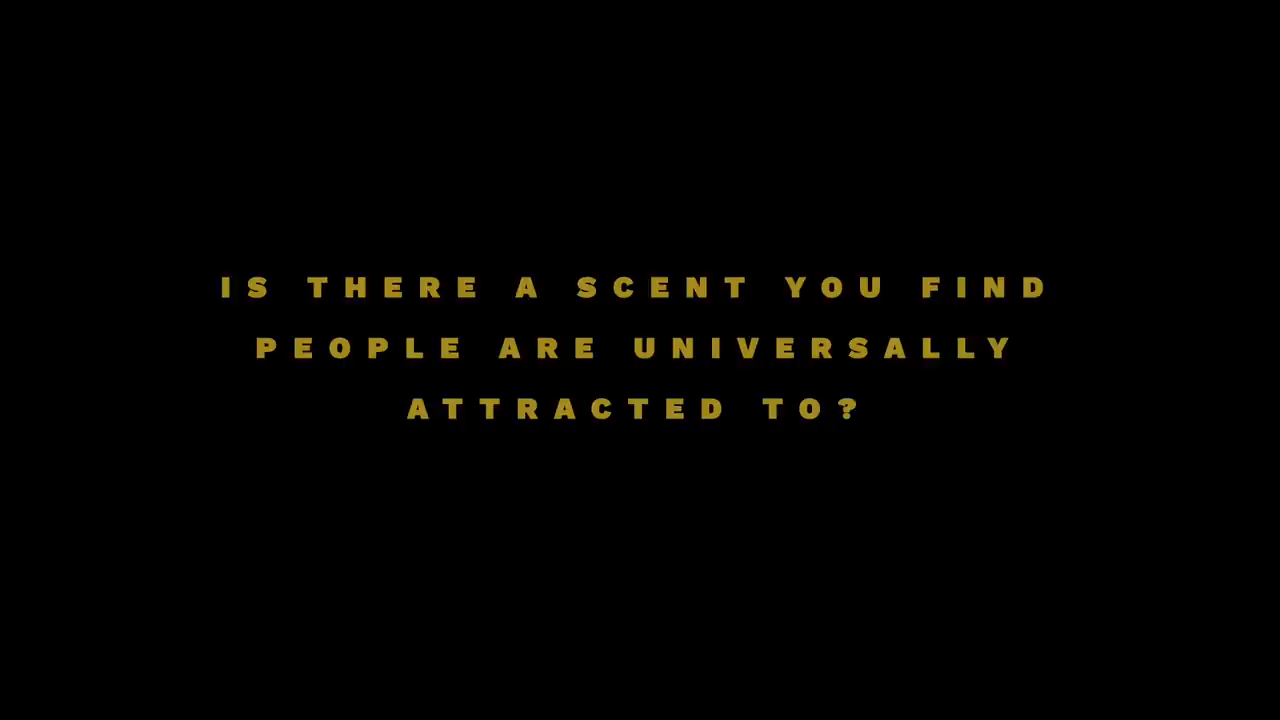 IS THERE A SCENT YOU FIND
PEOPLE ARE UNIVERSALLY
ATTRACTED TO?